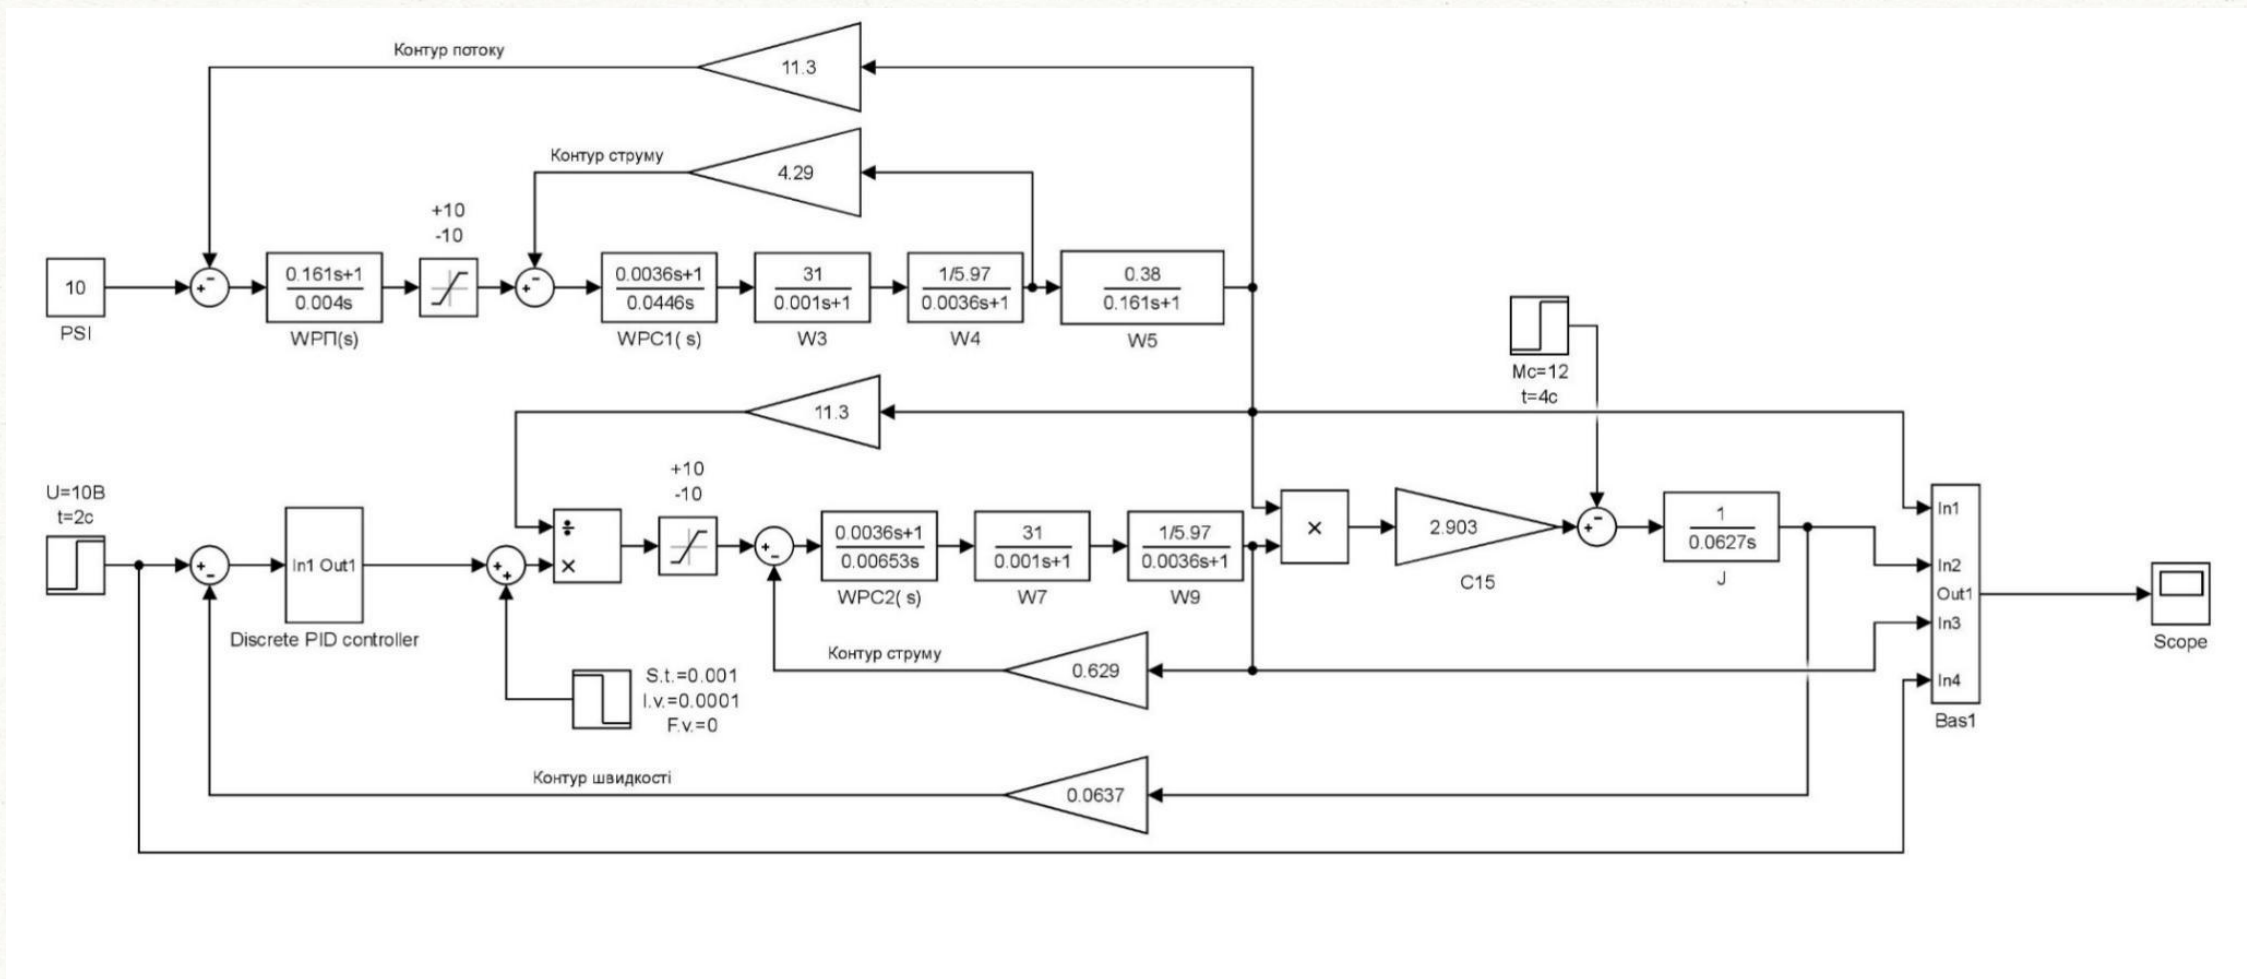 Контур потоку
11.3
Контур струму
4.29
+10
-10
10
PSI
0.161s+1
0.004s
WPП(s)
0.0036s+1
0.0446s
WPC1( s)
31
0.001s+1
W3
1/5.97
0.0036s+1
W4
0.38
0.161s+1
W5
Mc=12
t=4c
11.3
U=10B
t=2c
In1 Out1
Discrete PID controller
÷
×
+10
-10
0.0036s+1
0.00653s
WPC2( s)
31
0.001s+1
W7
1/5.97
0.0036s+1
W9
×
2.903
C15
1
0.0627s
J
In1
In2
Out1
In3
In4
Bas1
Scope
Контур струму
0.629
S.t.=0.001
I.v.=0.0001
F.v.=0
Контур швидкості
0.0637